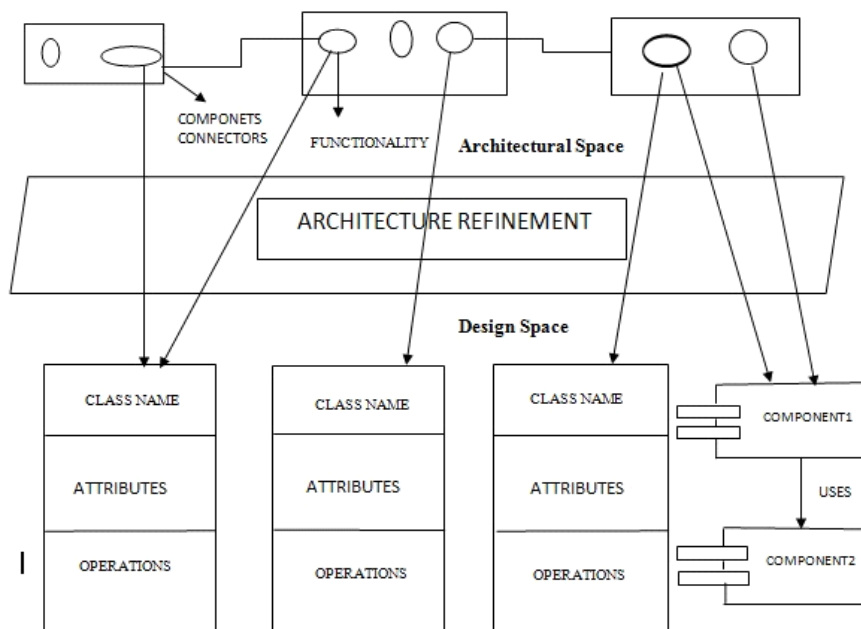 COMPONETS
CONNECTORS
FUNCTIONALITY
Architectural Space
ARCHITECTURE REFINEMENT
Design Space
CLASS NAME
CLASS NAME
CLASS NAME
COMPONENT1
ATTRIBUTES
ATTRIBUTES
ATTRIBUTES
USES
OPERATIONS
OPERATIONS
OPERATIONS
COMPONENT2